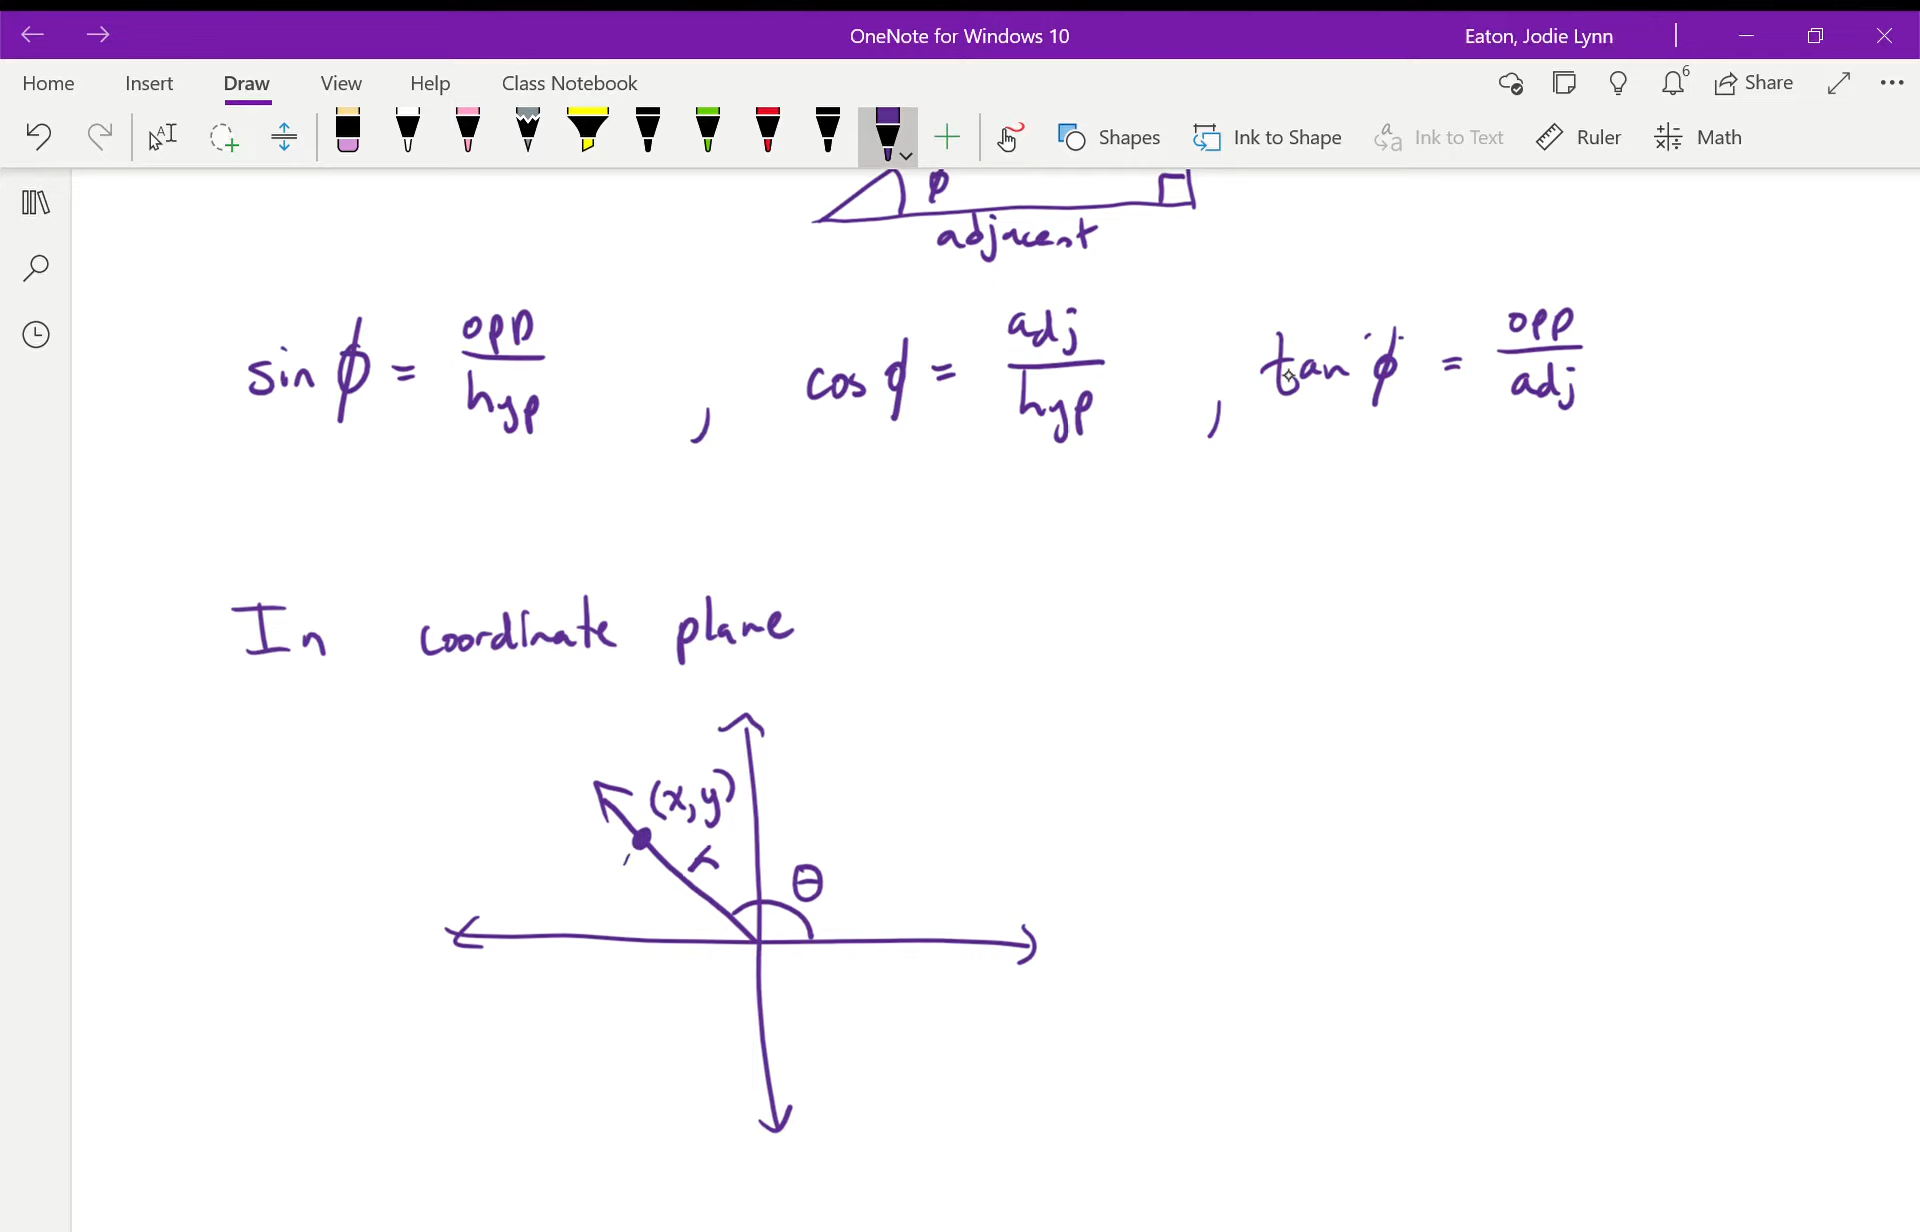 OneNote for Windows 10
Eaton, Jodie Lynn
Home Insert Draw View Help Class Notebook
6 Share
Shapes Ink to Shape Ink to Text Ruler Math
ϕ
adjacent
sin ϕ = opp/hyp , cos ϕ = adj/hyp , tan ϕ = opp/adj
In coordinate plane
(x,y)
r
θ